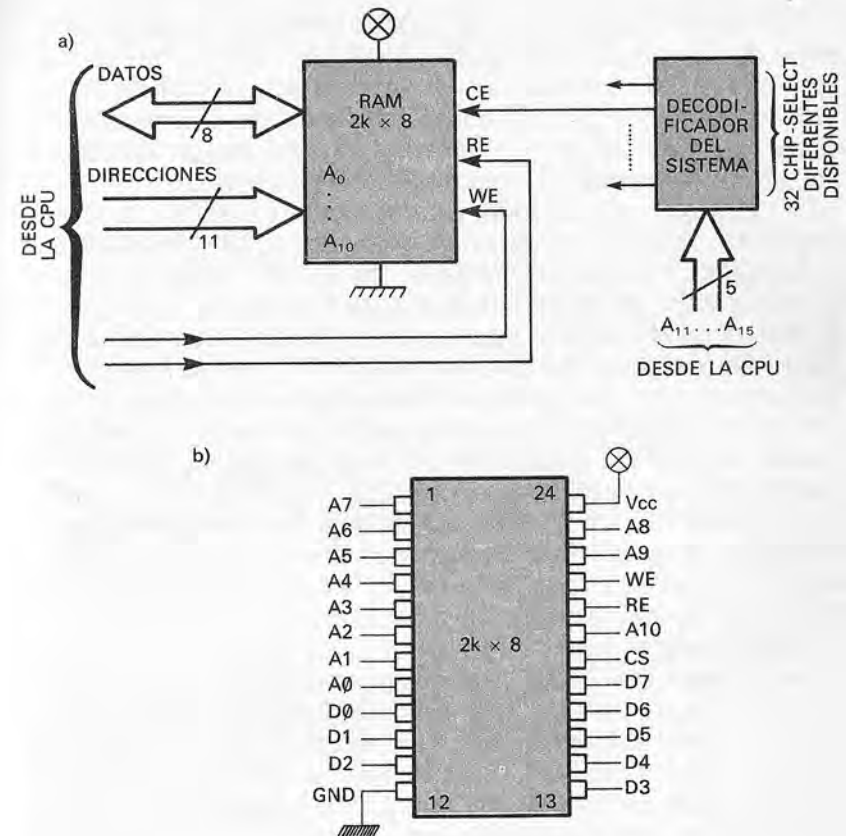 a)
DATOS
8
DIRECCIONES
11
DESDE
LA CPU
RAM
2k × 8
A₀
A₁₀
CE
RE
WE
DECODI-
FICADOR
DEL
SISTEMA
32 CHIP-SELECT
DIFERENTES
DISPONIBLES
5
A₁₁ · · · A₁₅
DESDE LA CPU
b)
1
24
A7
Vcc
A6
A8
A5
A9
A4
WE
A3
RE
A2
A10
2k × 8
A1
CS
AØ
D7
DØ
D6
D1
D5
D2
D4
GND
D3
12
13